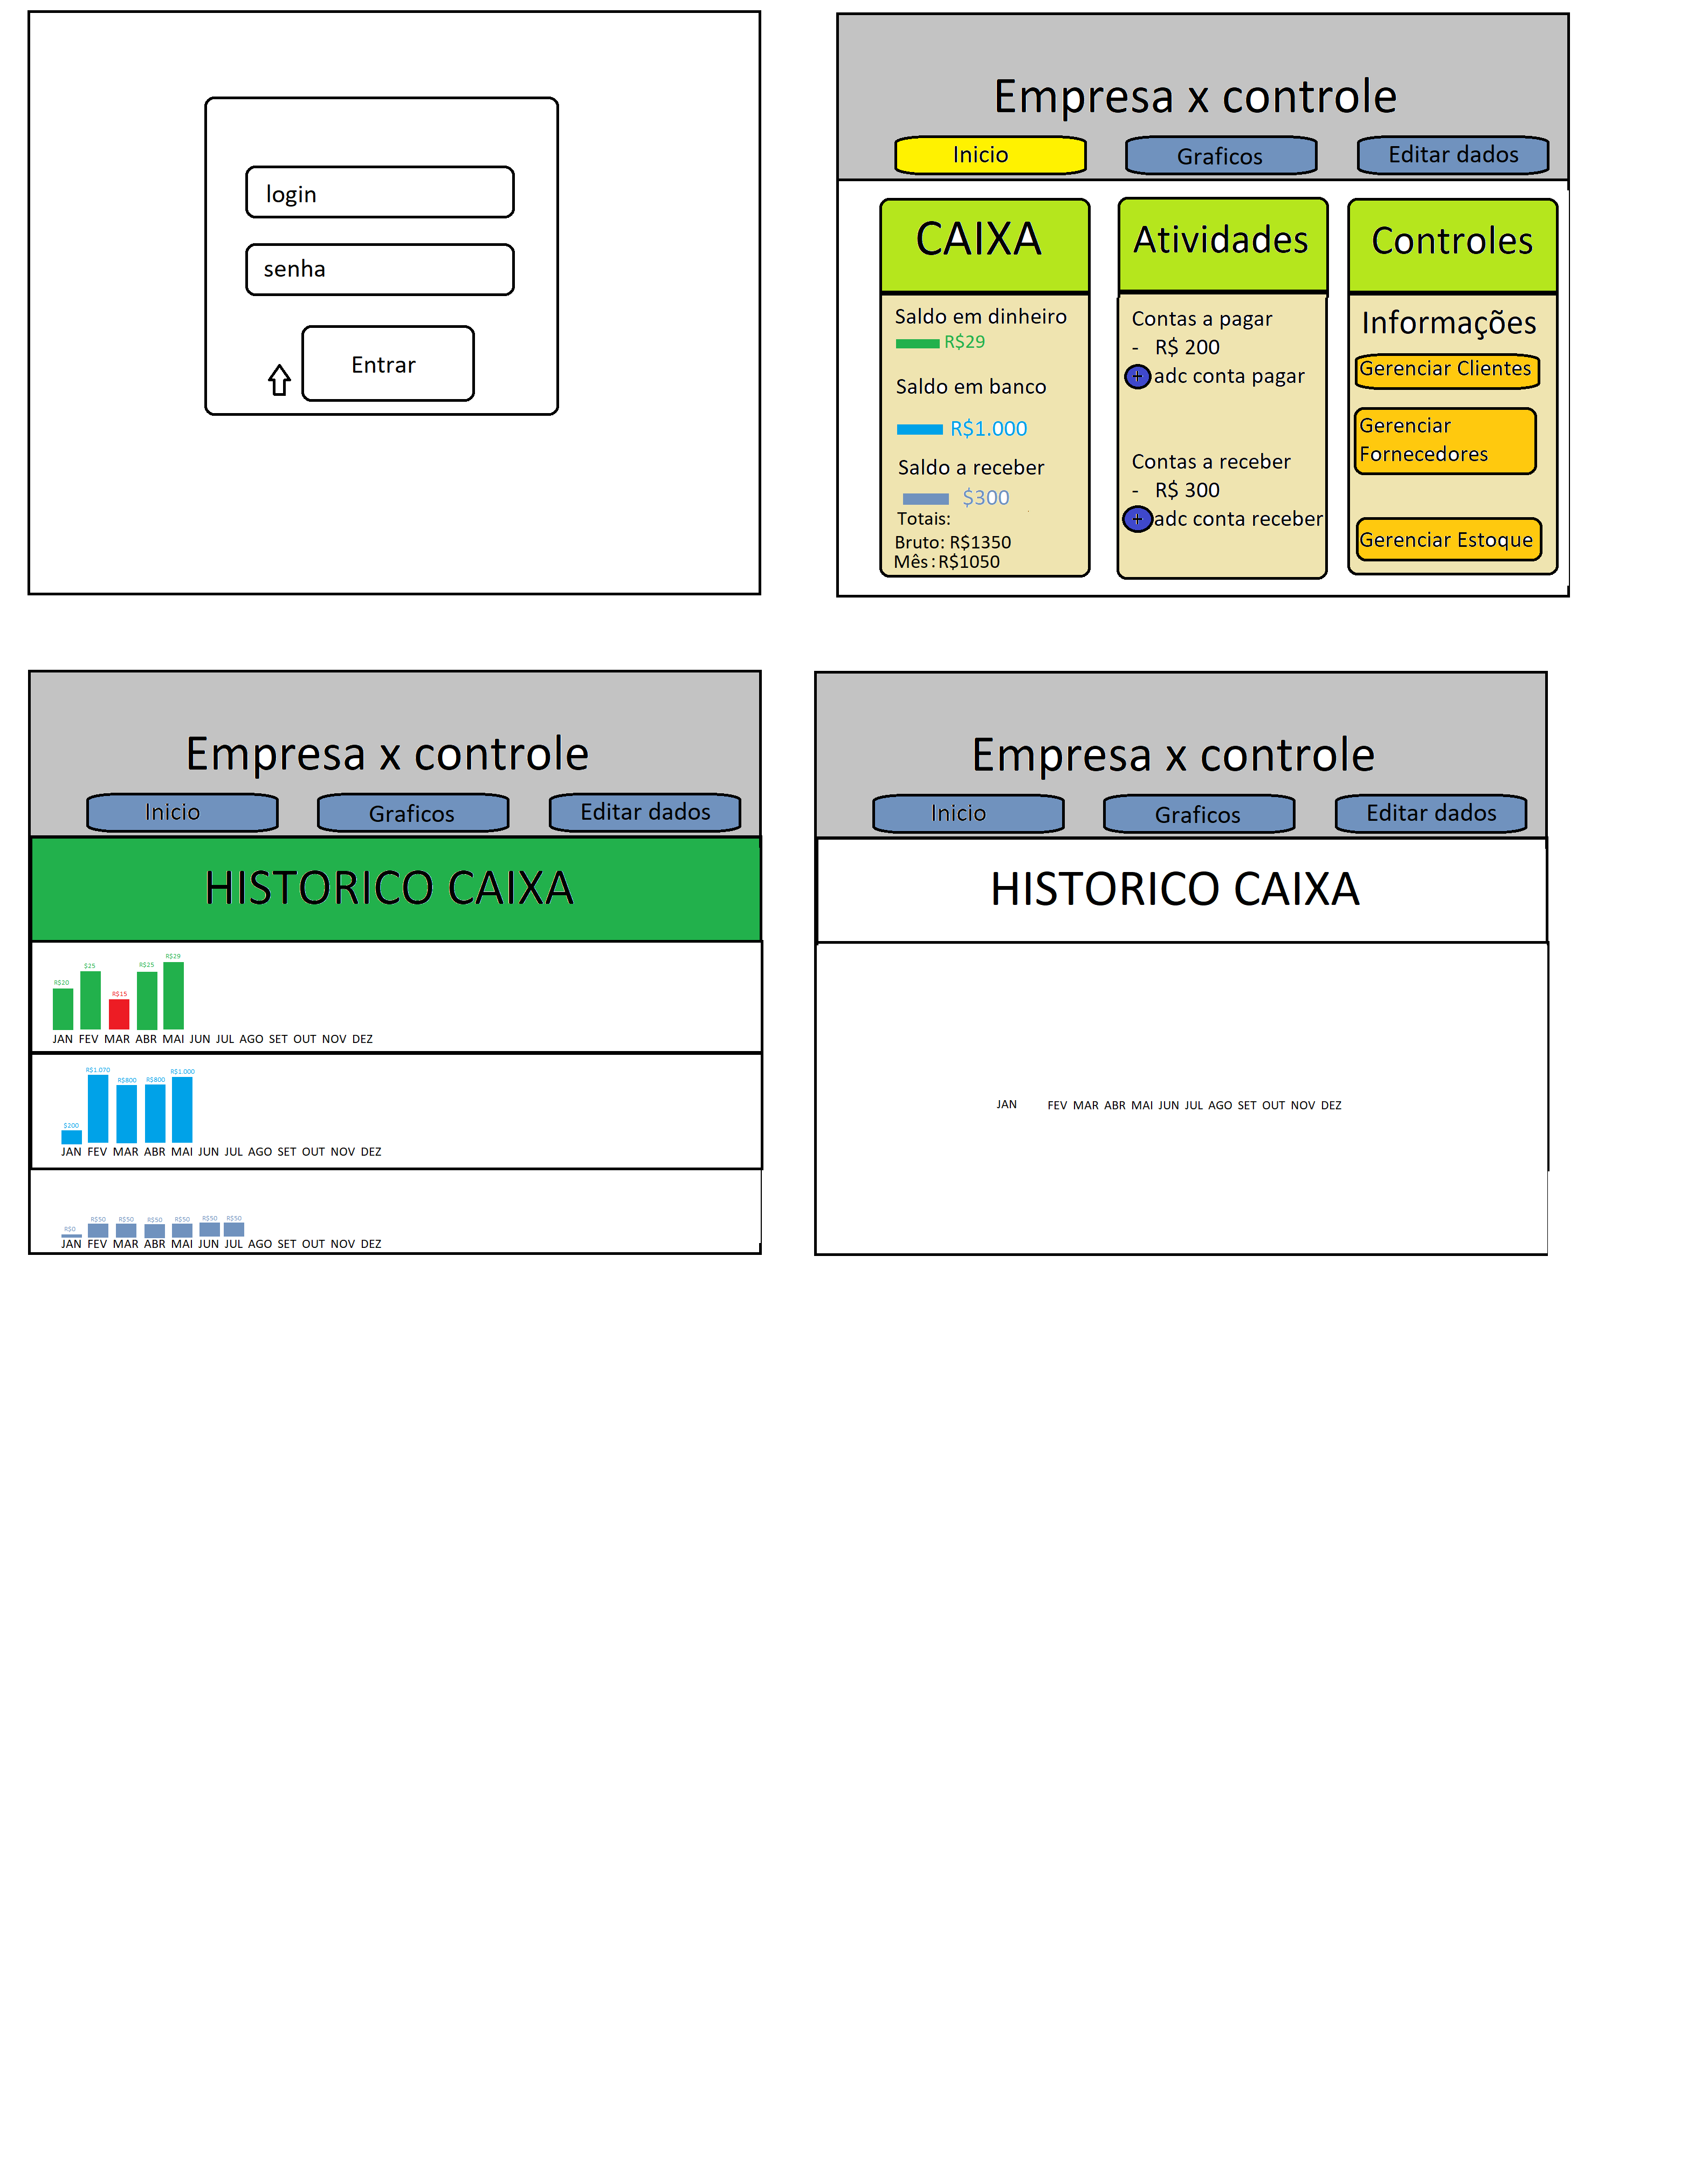 login
senha
Entrar
Empresa x controle
Inicio
Graficos
Editar dados
CAIXA
Saldo em dinheiro
R$29
Saldo em banco
R$1.000
Saldo a receber
$300
Totais:
Bruto: R$1350
Mês : R$1050
Atividades
Contas a pagar
- R$ 200
+ adc conta pagar
Contas a receber
- R$ 300
+ adc conta receber
Controles
Informações
Gerenciar Clientes
Gerenciar
Fornecedores
Gerenciar Estoque
Empresa x controle
Inicio
Graficos
Editar dados
HISTORICO CAIXA
R$20
$25
R$15
R$25
R$29
JAN FEV MAR ABR MAI JUN JUL AGO SET OUT NOV DEZ
$200
R$1.070
R$800
R$800
R$1.000
JAN FEV MAR ABR MAI JUN JUL AGO SET OUT NOV DEZ
R$0
R$50
R$50
R$50
R$50
R$50
R$50
JAN FEV MAR ABR MAI JUN JUL AGO SET OUT NOV DEZ
Empresa x controle
Inicio
Graficos
Editar dados
HISTORICO CAIXA
JAN FEV MAR ABR MAI JUN JUL AGO SET OUT NOV DEZ